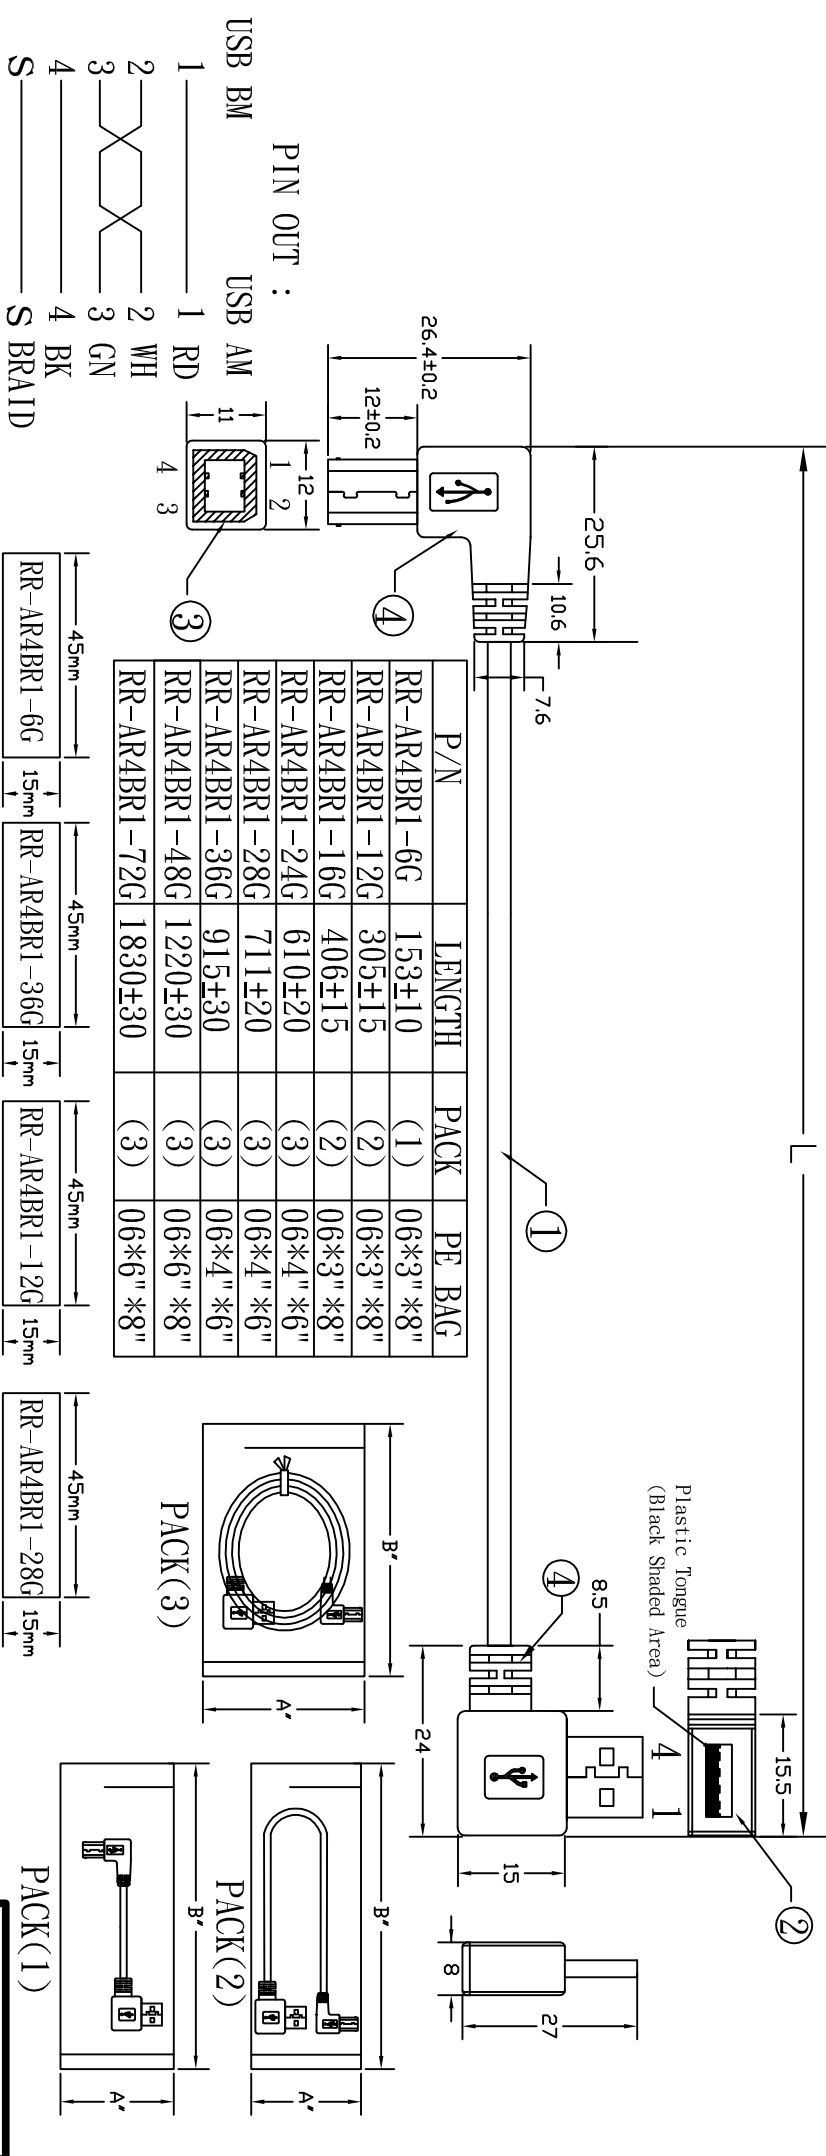 L
25.6
10.6
7.6
26.4±0.2
12±0.2
4
1
Plastic Tongue
(Black Shaded Area)
4 1
15.5
2
8.5
4
24
15
8
27
PIN OUT :
USB BM USB AM
1 1 RD
2 2 WH
3 3 GN
4 4 BK
S S BRAID
12
11
1 2
4 3
3
P/N LENGTH PACK PE BAG
RR-AR4BR1-6G 153±10 (1) 06*3"*8"
RR-AR4BR1-12G 305±15 (2) 06*3"*8"
RR-AR4BR1-16G 406±15 (2) 06*3"*8"
RR-AR4BR1-24G 610±20 (3) 06*4"*6"
RR-AR4BR1-28G 711±20 (3) 06*4"*6"
RR-AR4BR1-36G 915±30 (3) 06*4"*6"
RR-AR4BR1-48G 1220±30 (3) 06*6"*8"
RR-AR4BR1-72G 1830±30 (3) 06*6"*8"
B"
A"
PACK(3)
B"
A"
PACK(2)
B"
A"
PACK(1)
45mm
RR-AR4BR1-6G
15mm
45mm
RR-AR4BR1-36G
15mm
45mm
RR-AR4BR1-12G
15mm
45mm
RR-AR4BR1-28G
15mm